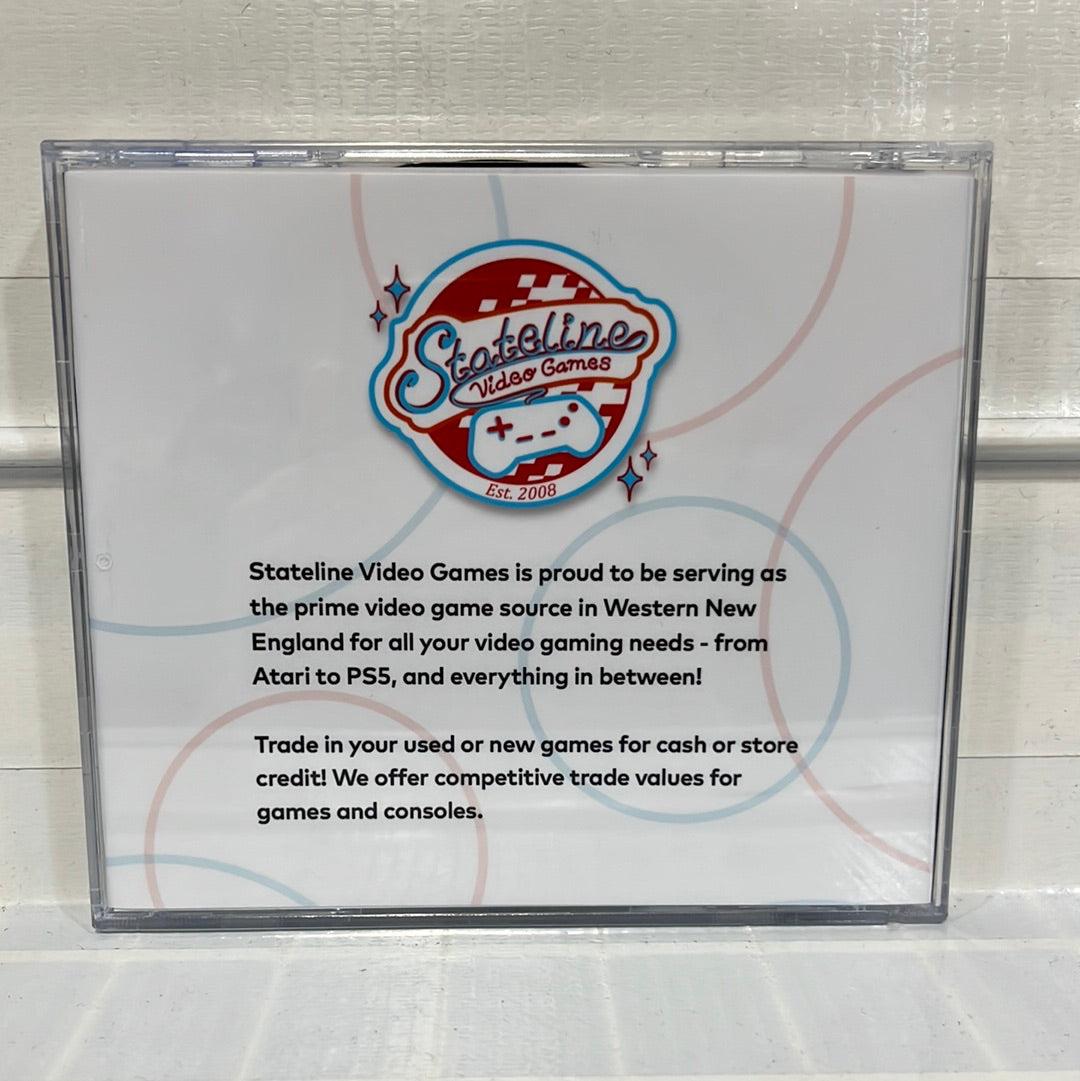 Stateline
Video Games
Est. 2008
Stateline Video Games is proud to be serving as
the prime video game source in Western New
England for all your video gaming needs - from
Atari to PS5, and everything in between!
Trade in your used or new games for cash or store
credit! We offer competitive trade values for
games and consoles.